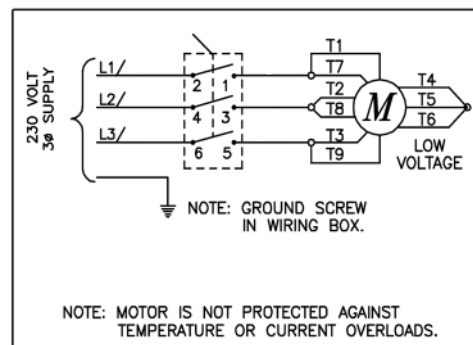 230 VOLT
3ø SUPPLY
L1/
L2/
L3/
2
1
4
3
6
5
T1
T7
T2
T8
T3
T9
M
T4
T5
T6
LOW
VOLTAGE
NOTE: GROUND SCREW
IN WIRING BOX.
NOTE: MOTOR IS NOT PROTECTED AGAINST
TEMPERATURE OR CURRENT OVERLOADS.